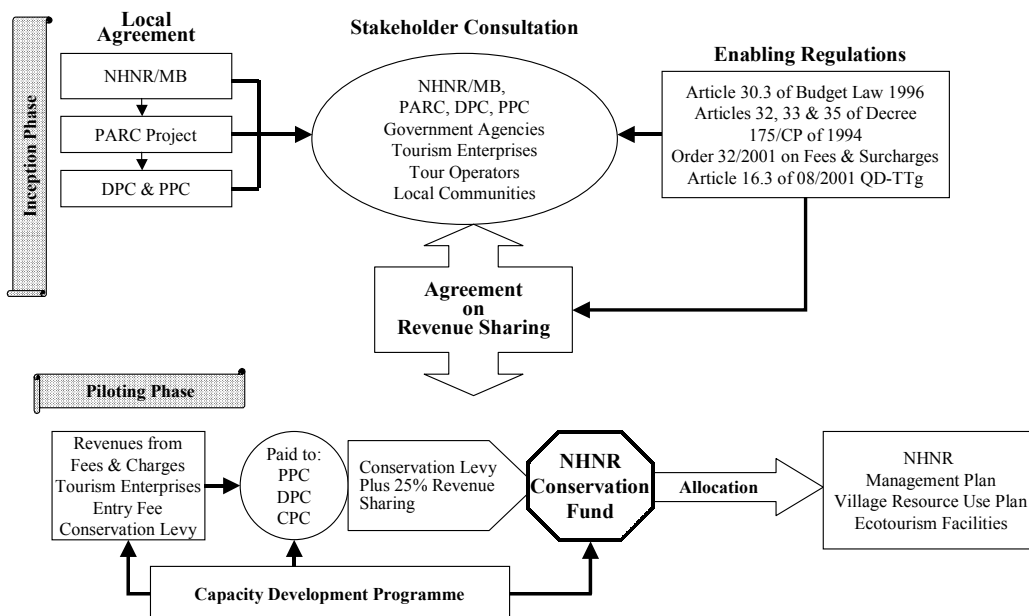 Inception Phase
Local
Agreement
NHNR/MB
PARC Project
DPC & PPC
Stakeholder Consultation
NHNR/MB,
PARC, DPC, PPC
Government Agencies
Tourism Enterprises
Tour Operators
Local Communities
Enabling Regulations
Article 30.3 of Budget Law 1996
Articles 32, 33 & 35 of Decree
175/CP of 1994
Order 32/2001 on Fees & Surcharges
Article 16.3 of 08/2001 QD-TTg
Agreement
on
Revenue Sharing
Piloting Phase
Revenues from
Fees & Charges
Tourism Enterprises
Entry Fee
Conservation Levy
Paid to:
PPC
DPC
CPC
Conservation Levy
Plus 25% Revenue
Sharing
NHNR
Conservation
Fund
Allocation
NHNR
Management Plan
Village Resource Use Plan
Ecotourism Facilities
Capacity Development Programme